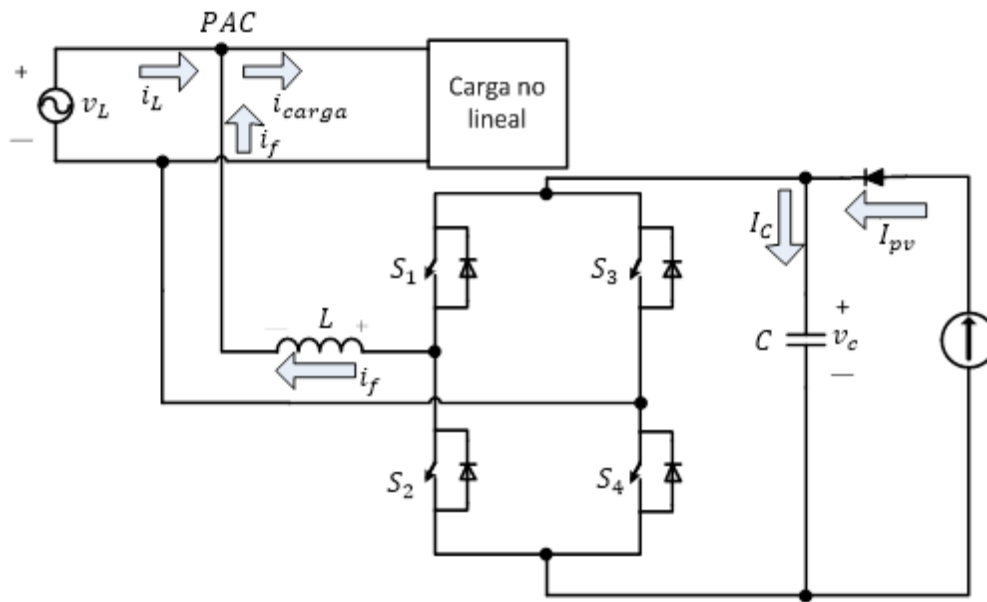 PAC
+
i_L
i_carga
Carga no
lineal
v_L
—
i_f
I_C
I_pv
S_1
S_3
L
— +
i_f
C
+
v_c
—
S_2
S_4